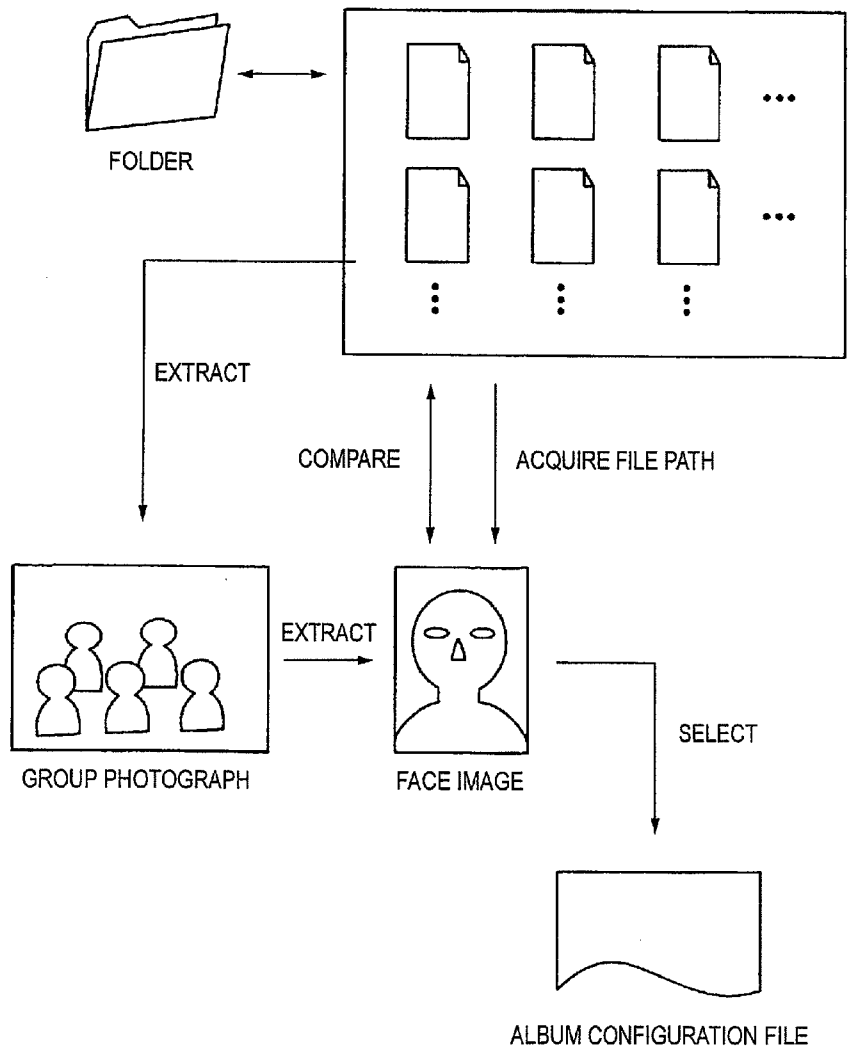 FOLDER
EXTRACT
COMPARE
ACQUIRE FILE PATH
EXTRACT
GROUP PHOTOGRAPH
FACE IMAGE
SELECT
ALBUM CONFIGURATION FILE